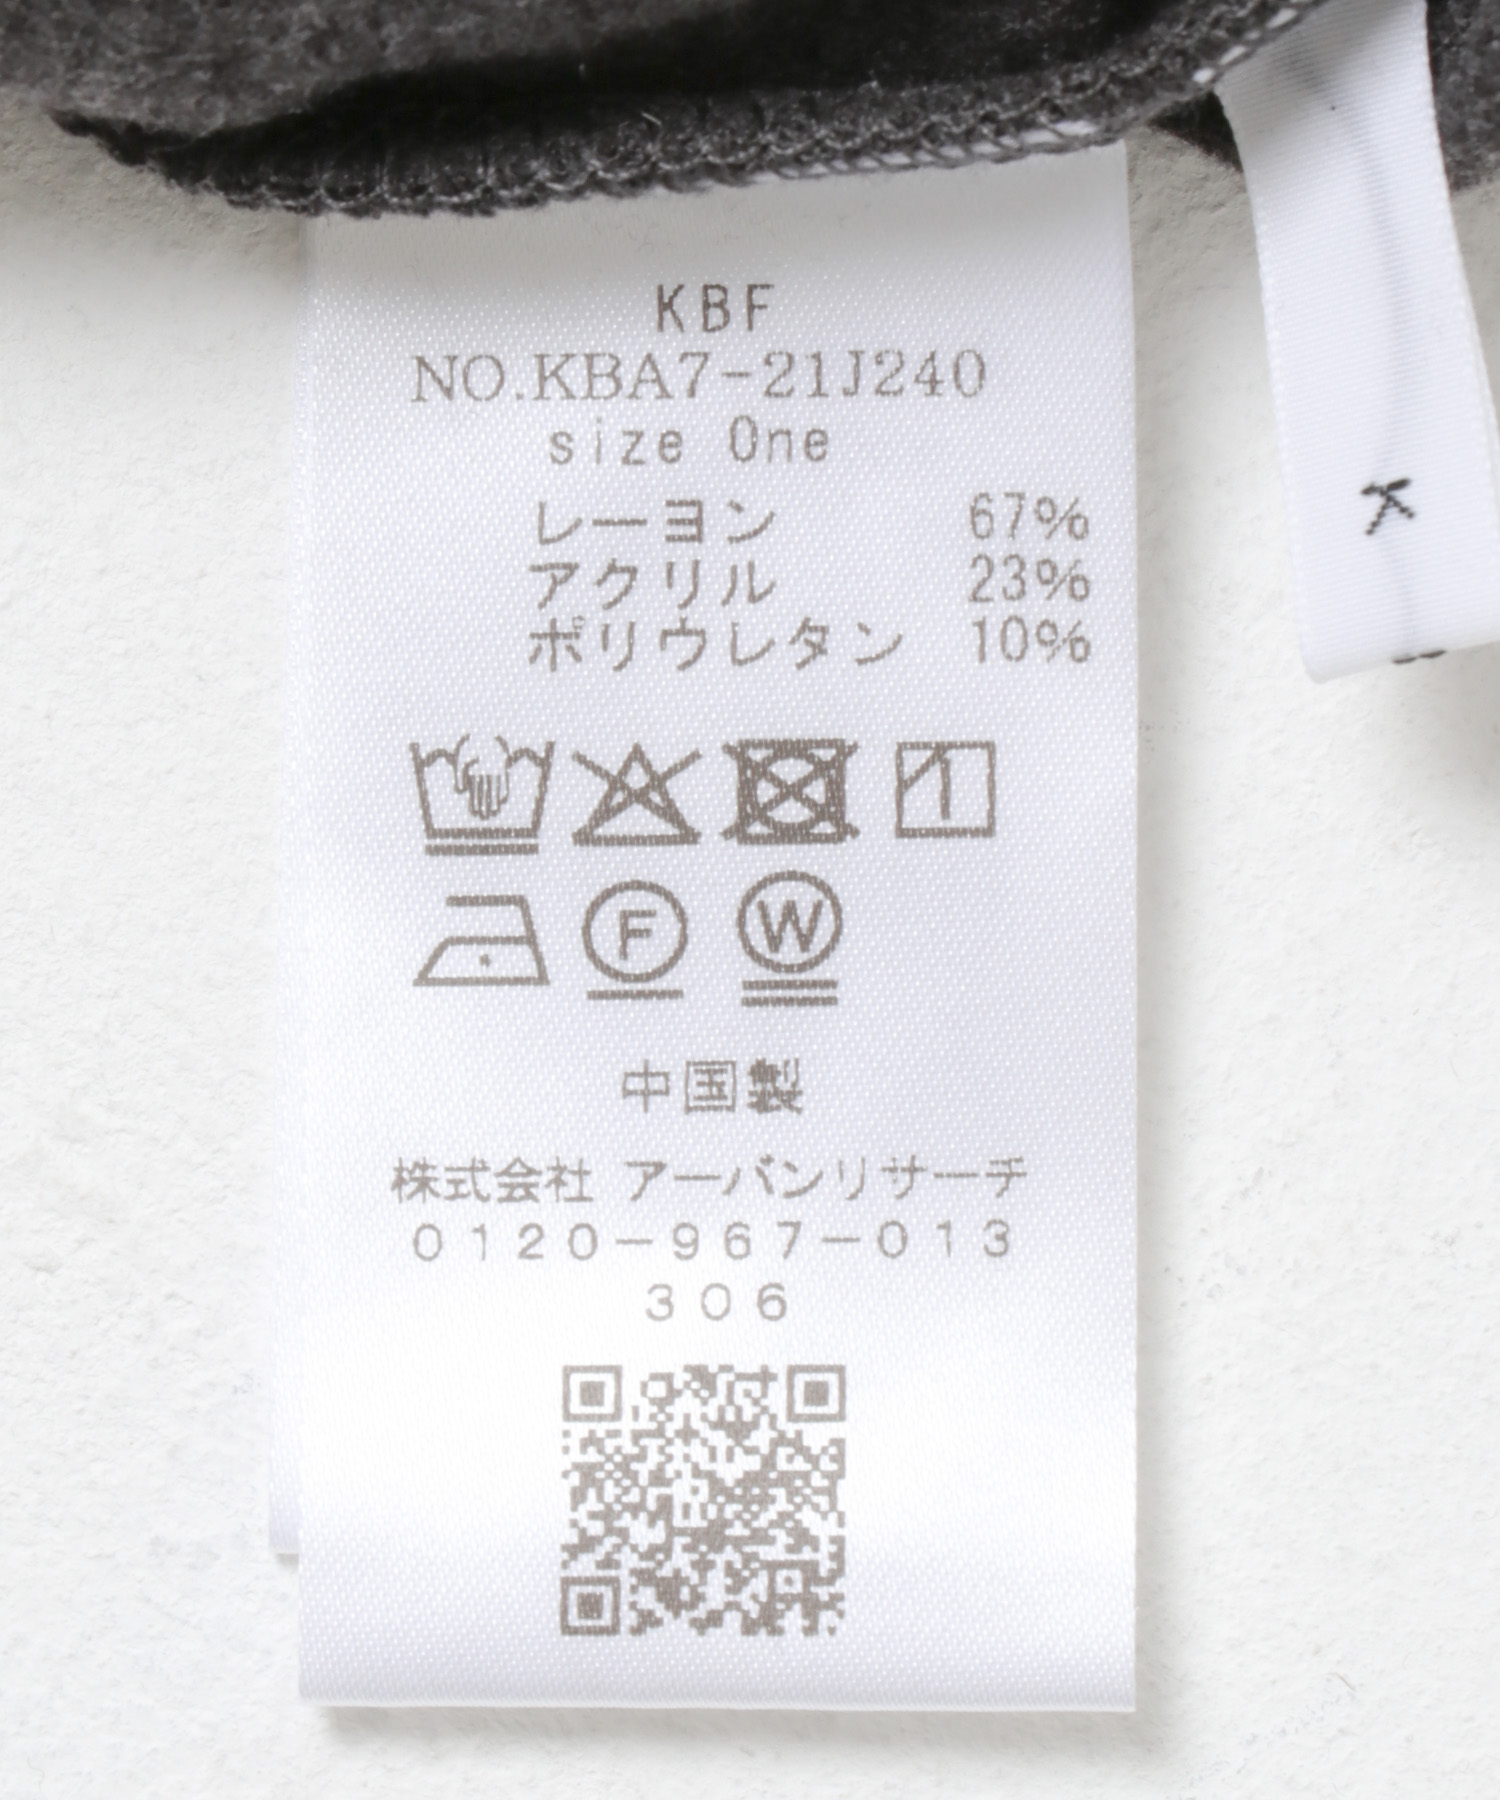 KBF
NO.KBA7-21J240
size One
レーヨン 67%
アクリル 23%
ポリウレタン 10%
F W
中国製
株式会社 アーバンリサーチ
0120-967-013
306
K